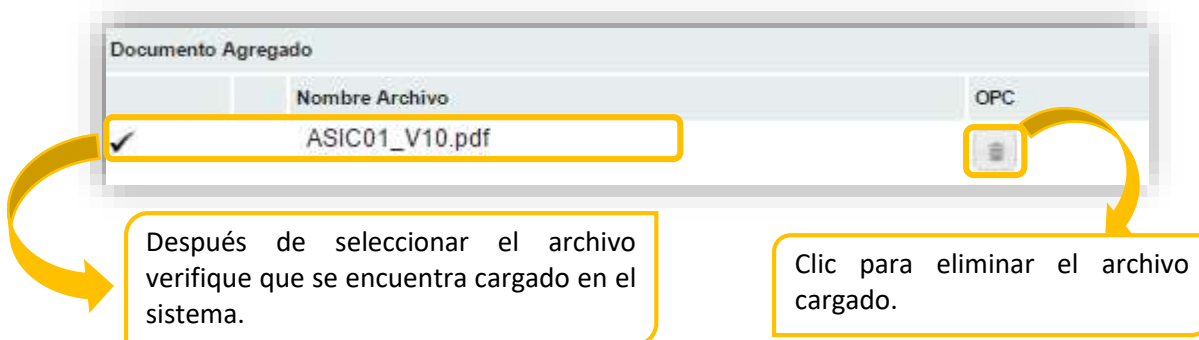 Documento Agregado
Nombre Archivo OPC
ASIC01_V10.pdf
Después de seleccionar el archivo
verifique que se encuentra cargado en el
sistema.
Clic para eliminar el archivo
cargado.